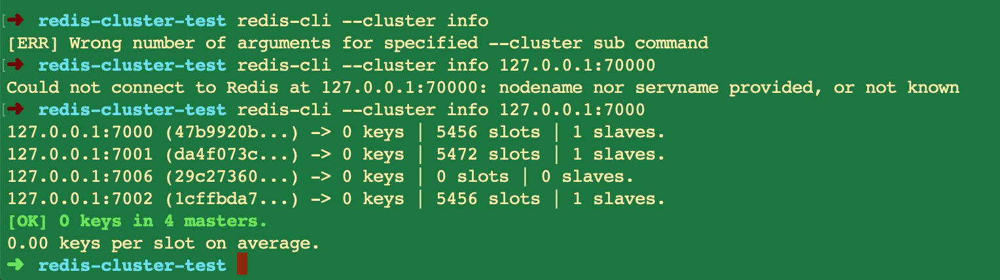 ➜ redis-cluster-test redis-cli --cluster info
[ERR] Wrong number of arguments for specified --cluster sub command
➜ redis-cluster-test redis-cli --cluster info 127.0.0.1:70000
Could not connect to Redis at 127.0.0.1:70000: nodename nor servname provided, or not known
➜ redis-cluster-test redis-cli --cluster info 127.0.0.1:7000
127.0.0.1:7000 (47b9920b...) -> 0 keys | 5456 slots | 1 slaves.
127.0.0.1:7001 (da4f073c...) -> 0 keys | 5472 slots | 1 slaves.
127.0.0.1:7006 (29c27360...) -> 0 keys | 0 slots | 0 slaves.
127.0.0.1:7002 (1cffbda7...) -> 0 keys | 5456 slots | 1 slaves.
[OK] 0 keys in 4 masters.
0.00 keys per slot on average.
➜ redis-cluster-test